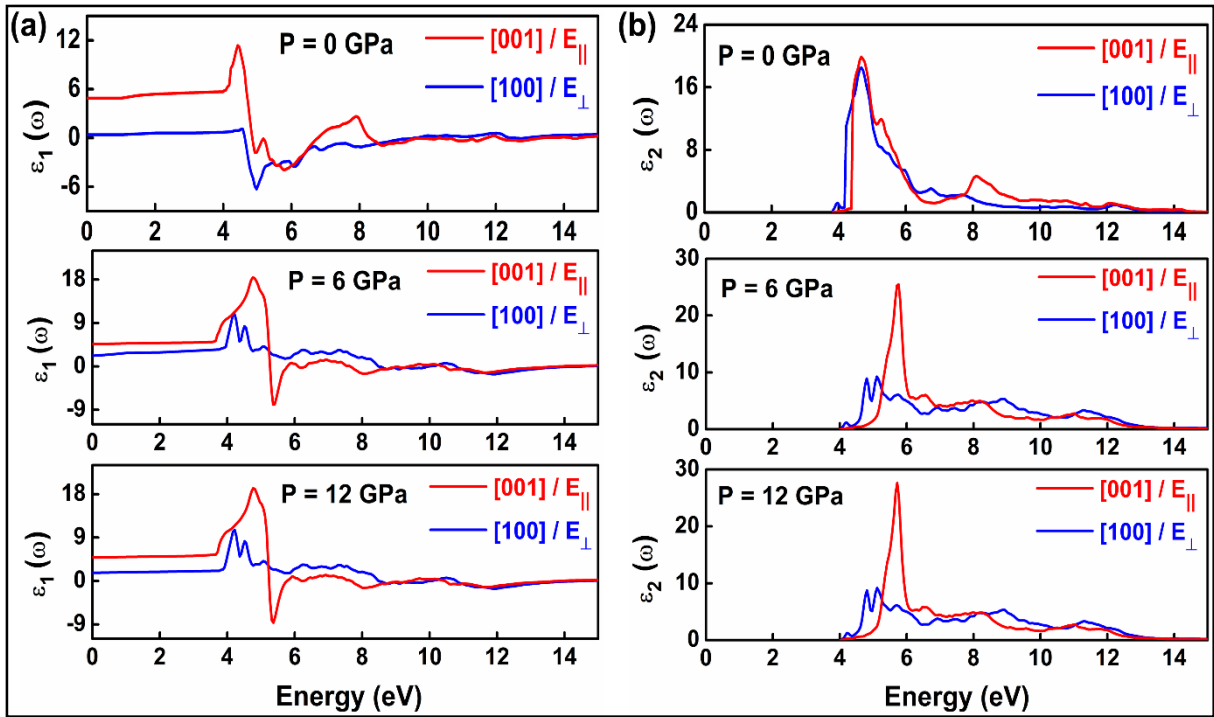 (a)
P = 0 GPa
[001] / E||
[100] / E⊥
ε1 (ω)
12
6
0
-6
0 2 4 6 8 10 12 14
P = 6 GPa
[001] / E||
[100] / E⊥
ε1 (ω)
18
9
0
-9
0 2 4 6 8 10 12 14
P = 12 GPa
[001] / E||
[100] / E⊥
ε1 (ω)
18
9
0
-9
0 2 4 6 8 10 12 14
Energy (eV)
(b)
P = 0 GPa
[001] / E||
[100] / E⊥
ε2 (ω)
24
16
8
0
0 2 4 6 8 10 12 14
P = 6 GPa
[001] / E||
[100] / E⊥
ε2 (ω)
30
20
10
0
0 2 4 6 8 10 12 14
P = 12 GPa
[001] / E||
[100] / E⊥
ε2 (ω)
30
20
10
0
0 2 4 6 8 10 12 14
Energy (eV)